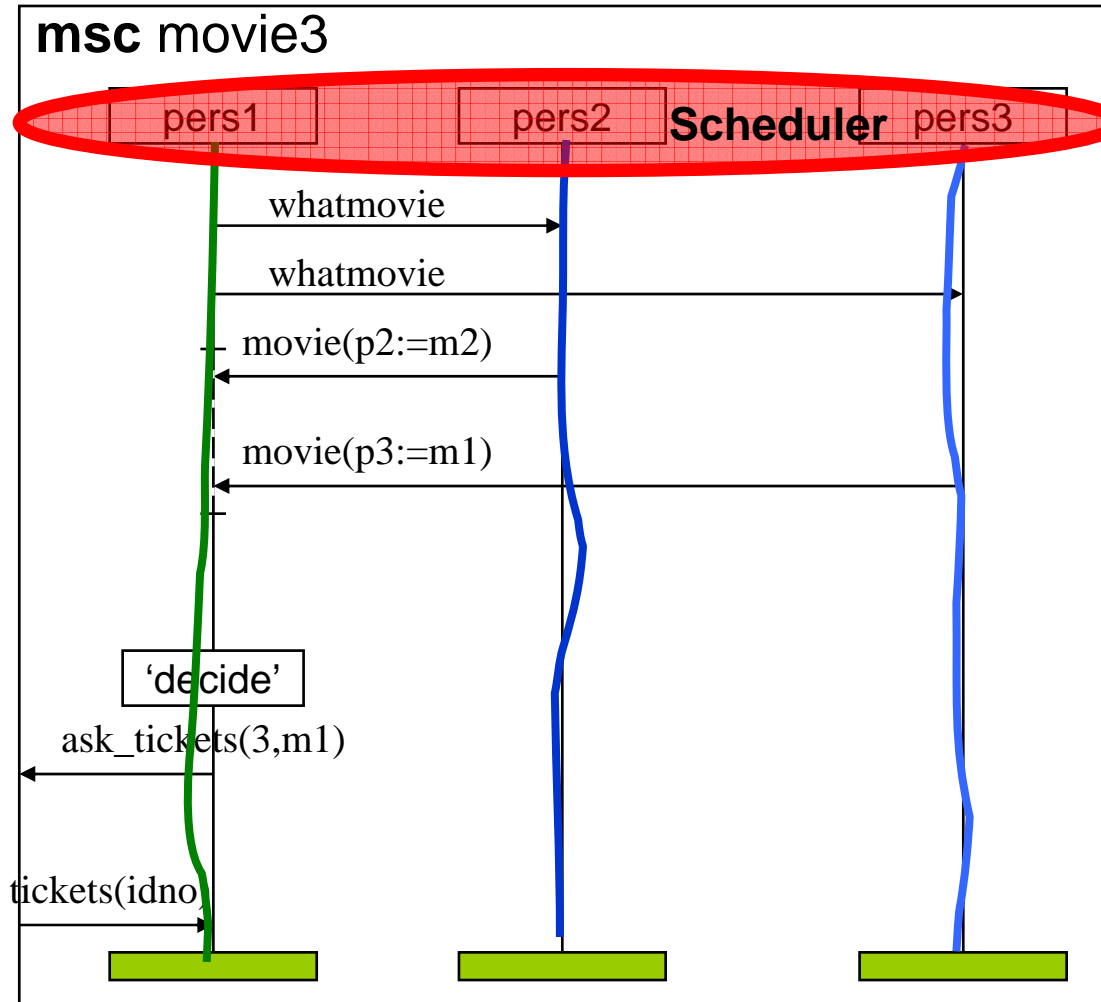 msc movie3
pers1 pers2 Scheduler pers3
whatmovie
whatmovie
movie(p2:=m2)
movie(p3:=m1)
‘decide’
ask_tickets(3,m1)
tickets(idno)